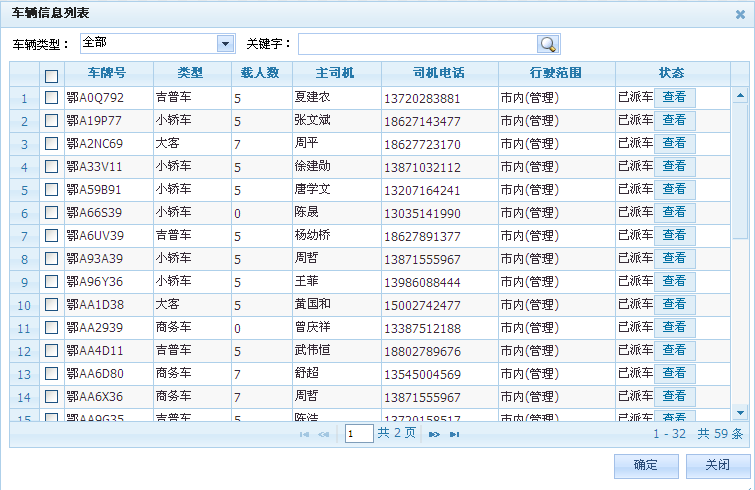 车辆信息列表
车辆类型： 全部 关键字：
车牌号 类型 载人数 主司机 司机电话 行驶范围 状态
1 鄂A0Q792 吉普车 5 夏建农 13720283881 市内(管理) 已派车 查看
2 鄂A19P77 小轿车 5 张文斌 18627143477 市内(管理) 已派车 查看
3 鄂A2NC69 大客 7 周平 18627723170 市内(管理) 已派车 查看
4 鄂A33V11 小轿车 5 徐建勋 13871032112 市内(管理) 已派车 查看
5 鄂A59B91 小轿车 5 唐学文 13207164241 市内(管理) 已派车 查看
6 鄂A66S39 小轿车 0 陈晟 13035141990 市内(管理) 已派车 查看
7 鄂A6UV39 吉普车 5 杨幼桥 18627891377 市内(管理) 已派车 查看
8 鄂A93A39 小轿车 5 周哲 13871555967 市内(管理) 已派车 查看
9 鄂A96Y36 小轿车 5 王菲 13986088444 市内(管理) 已派车 查看
10 鄂AA1D38 大客 5 黄国和 15002742477 市内(管理) 已派车 查看
11 鄂AA2939 商务车 0 曾庆祥 13387512188 市内(管理) 已派车 查看
12 鄂AA4D11 吉普车 5 武伟恒 18802789676 市内(管理) 已派车 查看
13 鄂AA6D80 商务车 7 舒超 13545004569 市内(管理) 已派车 查看
14 鄂AA6X36 商务车 7 周哲 13871555967 市内(管理) 已派车 查看
15 鄂AA9G35 吉普车 5 陈浩 13720158517 市内(管理) 已派车 查看
1 共 2 页 1 - 32 共 59 条
确定 关闭